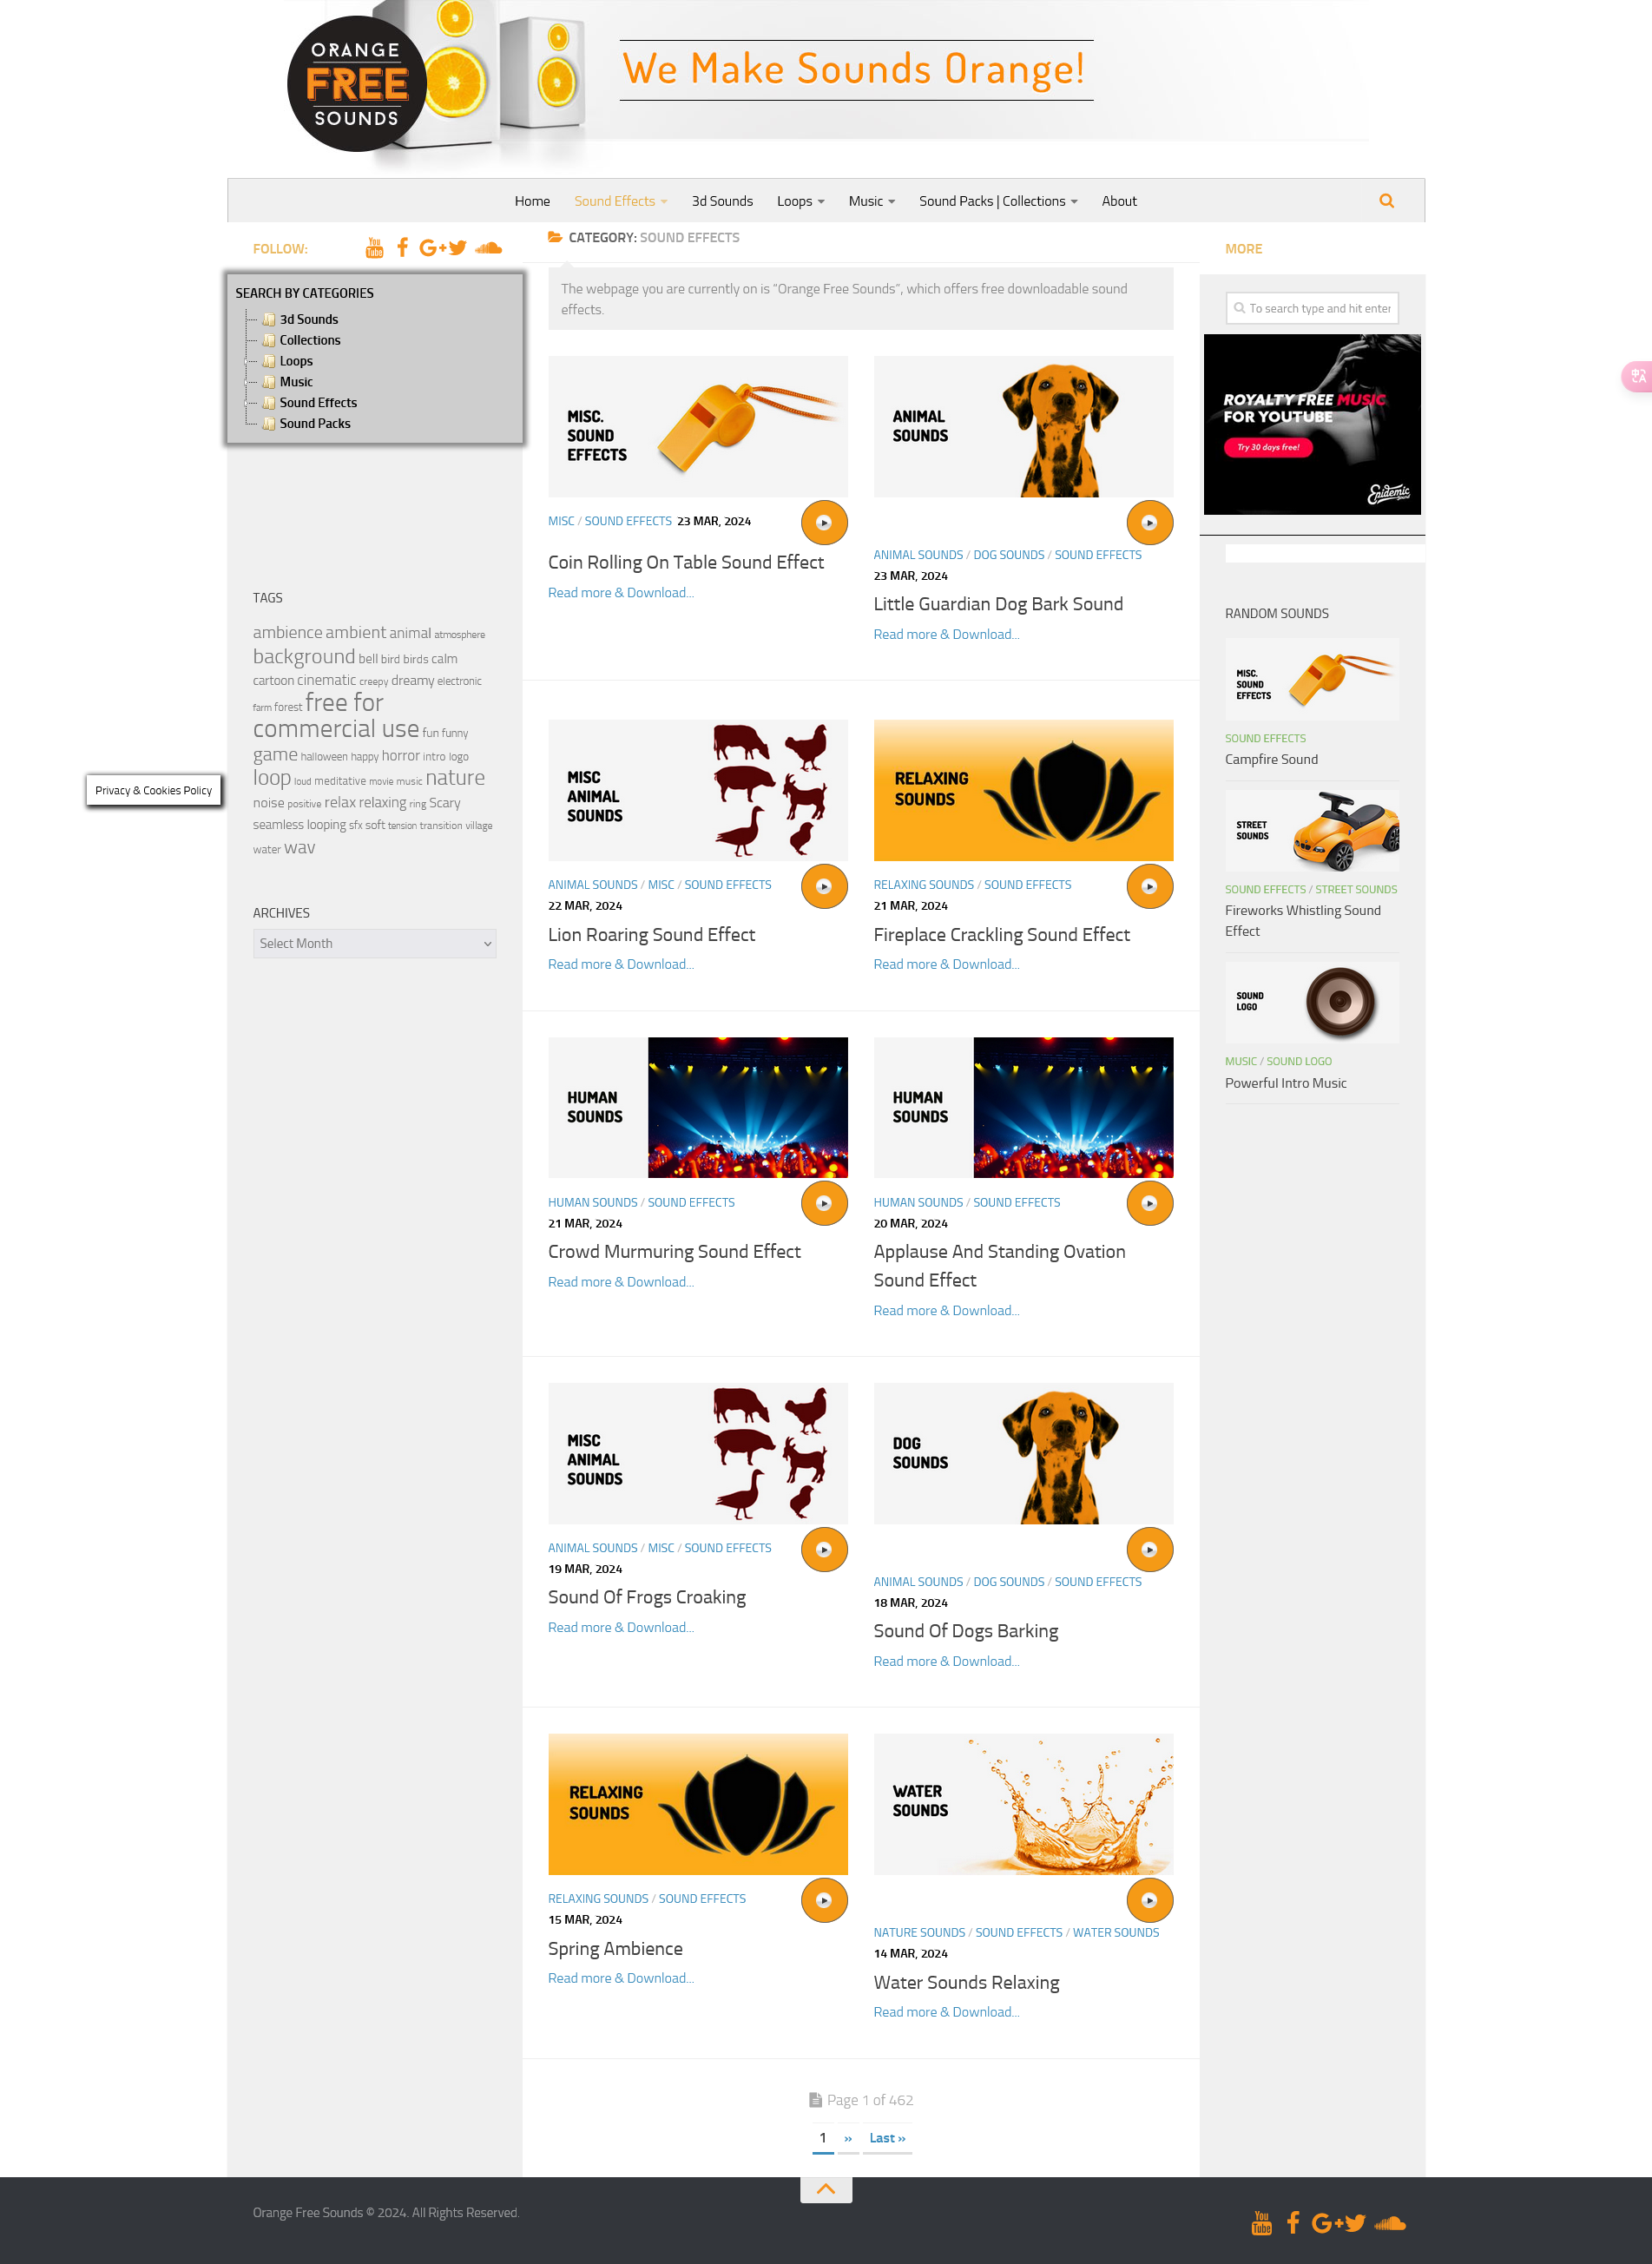 ORANGE
FREE
SOUNDS
We Make Sounds Orange!
Home
Sound Effects
3d Sounds
Loops
Music
Sound Packs | Collections
About
FOLLOW:
SEARCH BY CATEGORIES
3d Sounds
Collections
Loops
Music
Sound Effects
Sound Packs
TAGS
ambience ambient animal atmosphere
background bell bird birds calm
cartoon cinematic creepy dreamy electronic
farm forest free for
commercial use fun funny
game halloween happy horror intro logo
loop loud meditative movie music nature
noise positive relax relaxing ring Scary
seamless looping sfx soft tension transition village
water wav
ARCHIVES
Select Month
Privacy & Cookies Policy
CATEGORY: SOUND EFFECTS
The webpage you are currently on is “Orange Free Sounds”, which offers free downloadable sound
effects.
MISC.
SOUND
EFFECTS
MISC / SOUND EFFECTS 23 MAR, 2024
Coin Rolling On Table Sound Effect
Read more & Download...
ANIMAL
SOUNDS
ANIMAL SOUNDS / DOG SOUNDS / SOUND EFFECTS
23 MAR, 2024
Little Guardian Dog Bark Sound
Read more & Download...
MISC
ANIMAL
SOUNDS
ANIMAL SOUNDS / MISC / SOUND EFFECTS
22 MAR, 2024
Lion Roaring Sound Effect
Read more & Download...
RELAXING
SOUNDS
RELAXING SOUNDS / SOUND EFFECTS
21 MAR, 2024
Fireplace Crackling Sound Effect
Read more & Download...
HUMAN
SOUNDS
HUMAN SOUNDS / SOUND EFFECTS
21 MAR, 2024
Crowd Murmuring Sound Effect
Read more & Download...
HUMAN
SOUNDS
HUMAN SOUNDS / SOUND EFFECTS
20 MAR, 2024
Applause And Standing Ovation
Sound Effect
Read more & Download...
MISC
ANIMAL
SOUNDS
ANIMAL SOUNDS / MISC / SOUND EFFECTS
19 MAR, 2024
Sound Of Frogs Croaking
Read more & Download...
DOG
SOUNDS
ANIMAL SOUNDS / DOG SOUNDS / SOUND EFFECTS
18 MAR, 2024
Sound Of Dogs Barking
Read more & Download...
RELAXING
SOUNDS
RELAXING SOUNDS / SOUND EFFECTS
15 MAR, 2024
Spring Ambience
Read more & Download...
WATER
SOUNDS
NATURE SOUNDS / SOUND EFFECTS / WATER SOUNDS
14 MAR, 2024
Water Sounds Relaxing
Read more & Download...
Page 1 of 462
1 » Last »
MORE
To search type and hit enter
ROYALTY FREE MUSIC
FOR YOUTUBE
Try 30 days free!
Epidemic
Sound
RANDOM SOUNDS
MISC.
SOUND
EFFECTS
SOUND EFFECTS
Campfire Sound
STREET
SOUNDS
SOUND EFFECTS / STREET SOUNDS
Fireworks Whistling Sound
Effect
SOUND
LOGO
MUSIC / SOUND LOGO
Powerful Intro Music
中文
A
Orange Free Sounds © 2024. All Rights Reserved.
You
Tube